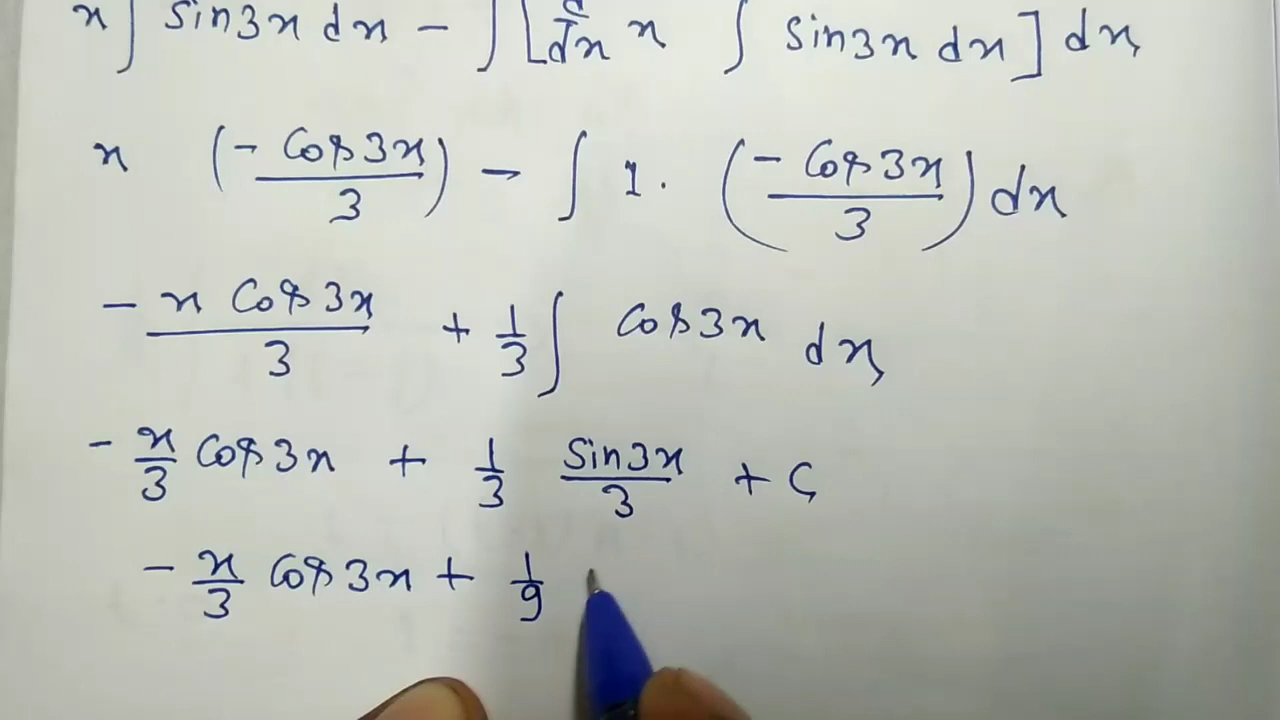 x ∫ sin3x dx - ∫ [d/dx x ∫ sin3x dx] dx
x (- cos3x / 3) - ∫ 1. (- cos3x / 3) dx
- x cos3x / 3 + 1/3 ∫ cos3x dx
- x/3 cos3x + 1/3 sin3x / 3 + c
- x/3 cos3x + 1/9